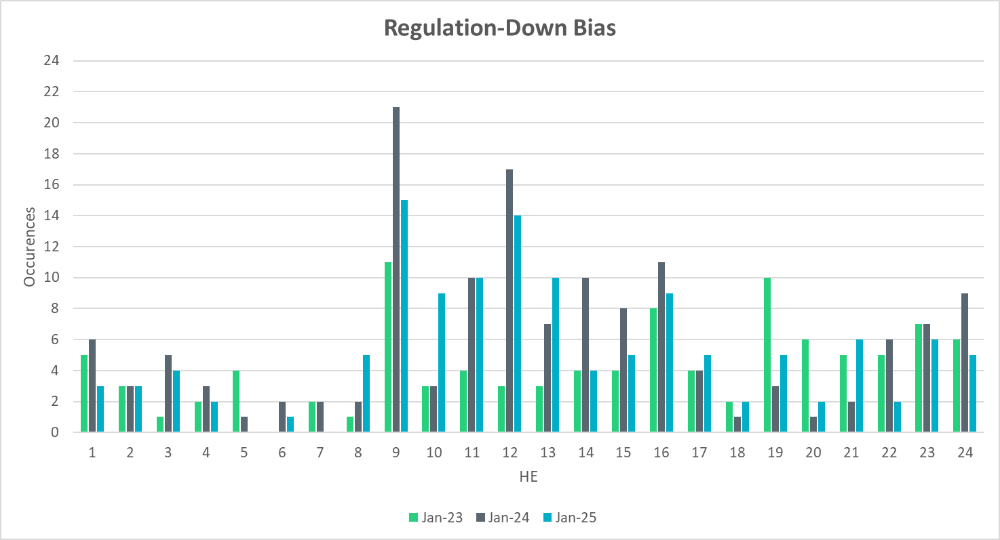 Regulation-Down Bias
24
22
20
18
16
14
12
10
8
6
4
2
0
Occurences
1 2 3 4 5 6 7 8 9 10 11 12 13 14 15 16 17 18 19 20 21 22 23 24
HE
Jan-23 Jan-24 Jan-25